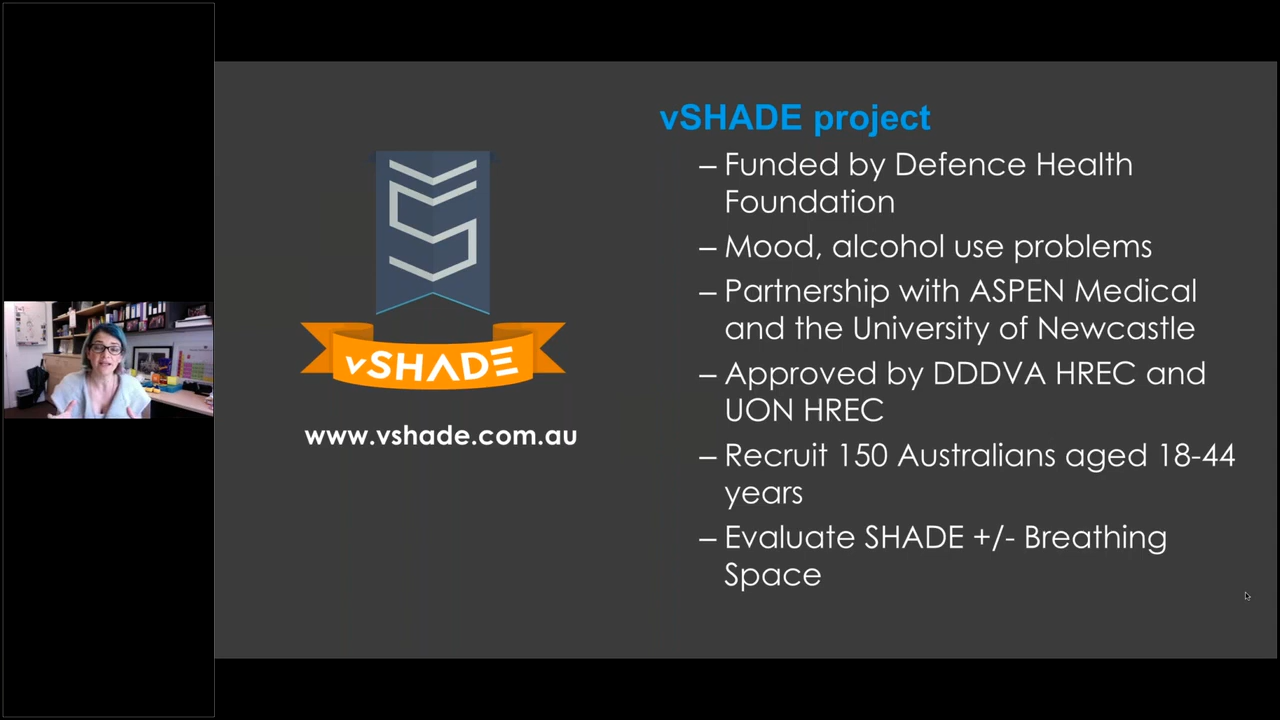 vSHADE project
– Funded by Defence Health
Foundation
– Mood, alcohol use problems
– Partnership with ASPEN Medical
and the University of Newcastle
– Approved by DDDVA HREC and
UON HREC
– Recruit 150 Australians aged 18-44
years
– Evaluate SHADE +/- Breathing
Space
vSHADE
www.vshade.com.au